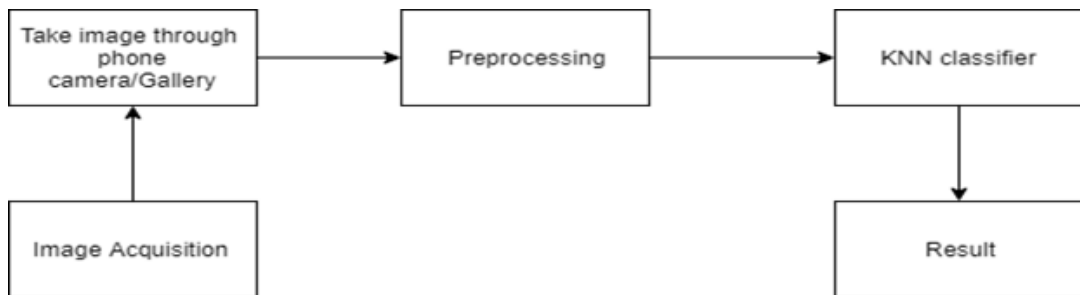 Take image through
phone
camera/Gallery
Preprocessing
KNN classifier
Image Acquisition
Result